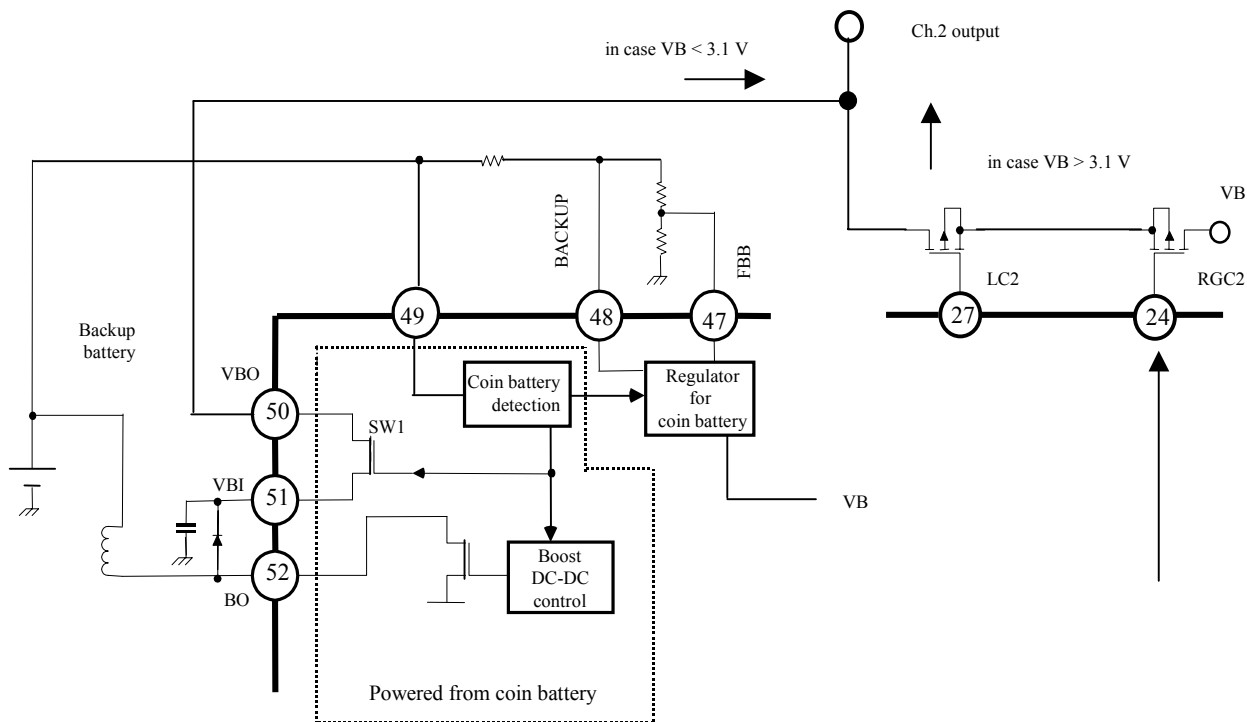 Ch.2 output
in case VB < 3.1 V
in case VB > 3.1 V
VB
BACKUP
FBB
LC2
RGC2
49
48
47
27
24
Backup
battery
VBO
Coin battery
detection
Regulator
for
coin battery
50
SW1
VBI
51
VB
52
BO
Boost
DC-DC
control
Powered from coin battery